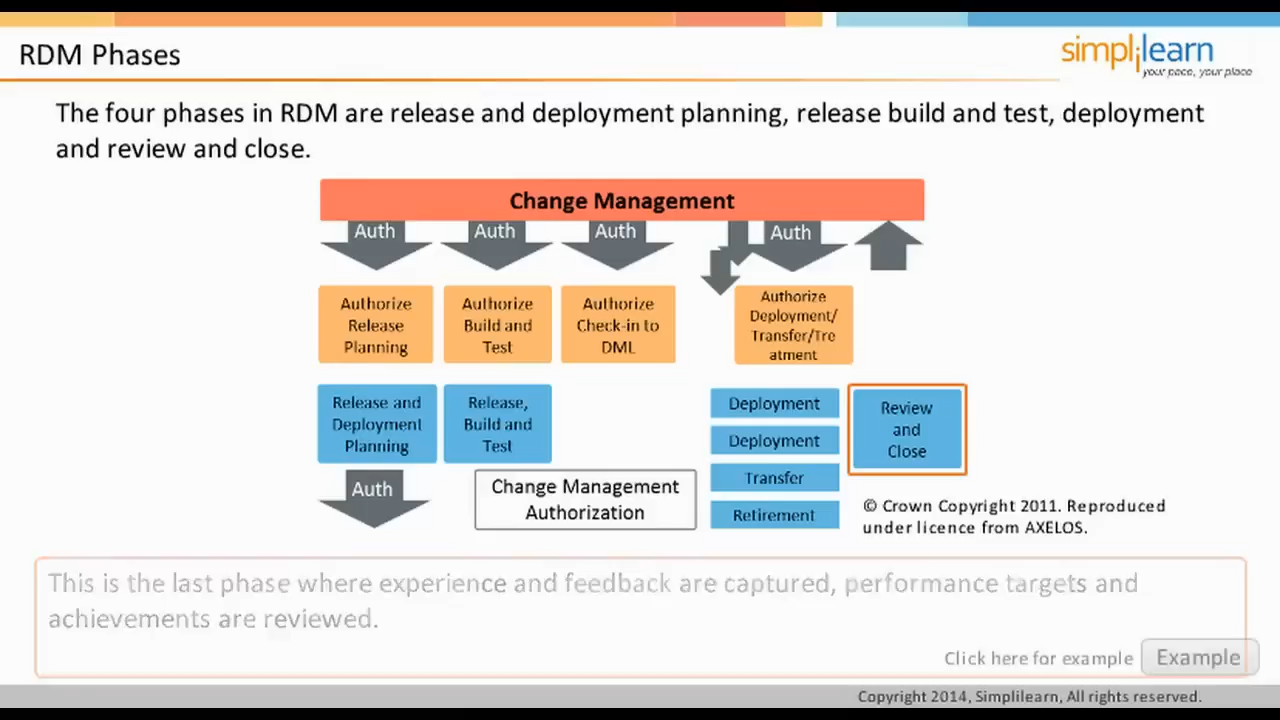 RDM Phases
simplilearn
your pace, your place
The four phases in RDM are release and deployment planning, release build and test, deployment
and review and close.
Change Management
Auth
Auth
Auth
Auth
Authorize
Release
Planning
Authorize
Build and
Test
Authorize
Check-in to
DML
Authorize
Deployment/
Transfer/Tre
atment
Release and
Deployment
Planning
Release,
Build and
Test
Deployment
Deployment
Transfer
Retirement
Review
and
Close
Auth
Change Management
Authorization
© Crown Copyright 2011. Reproduced
under licence from AXELOS.
This is the last phase where experience and feedback are captured, performance targets and
achievements are reviewed.
Click here for example
Example
Copyright 2014, Simplilearn, All rights reserved.